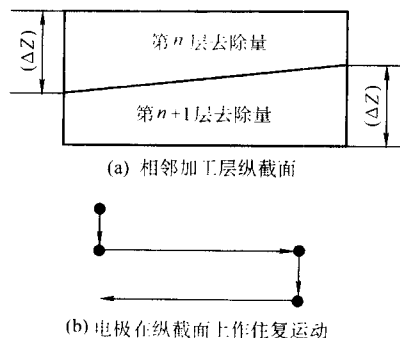 (ΔZ)
第n层去除量
第n+1层去除量
(ΔZ)
(a) 相邻加工层纵截面
(b) 电极在纵截面上作住复运动